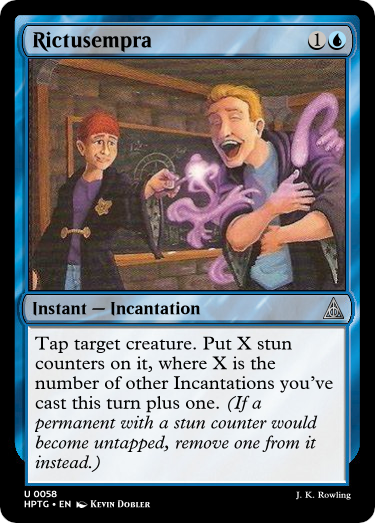 Rictusempra 1
Instant — Incantation
Tap target creature. Put X stun
counters on it, where X is the
number of other Incantations you've
cast this turn plus one. (If a
permanent with a stun counter would
become untapped, remove one from it
instead.)
U 0058
HPTG • EN Kevin Dobler
J. K. Rowling